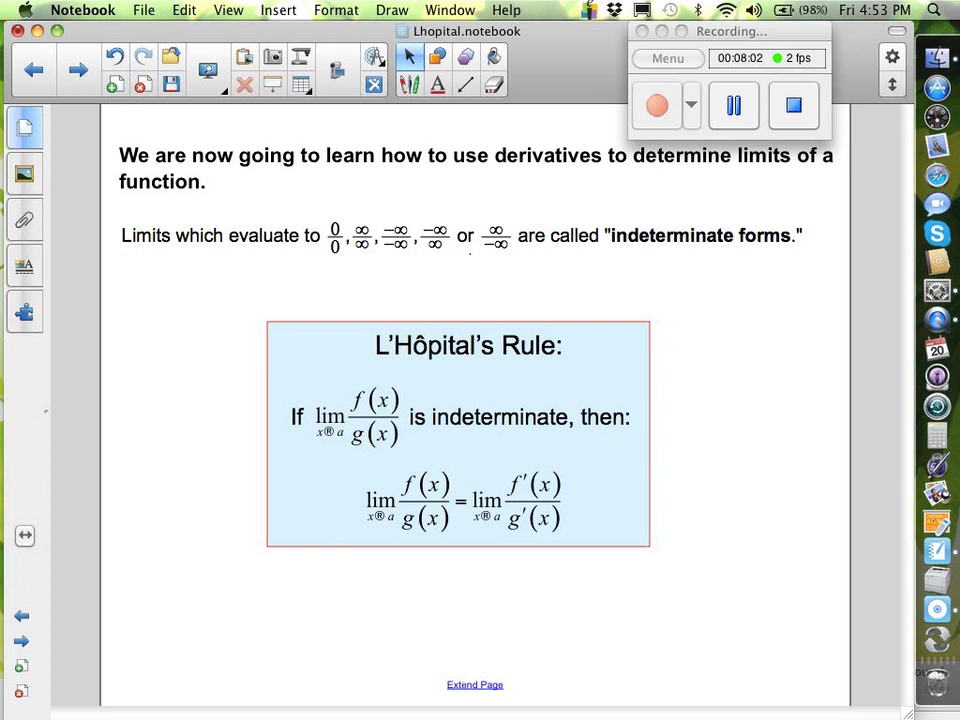 Notebook File Edit View Insert Format Draw Window Help (98%) Fri 4:53 PM
Lhopital.notebook
Recording...
Menu 00:08:02 2 fps
We are now going to learn how to use derivatives to determine limits of a
function.
Limits which evaluate to 0/0, ∞/∞, -∞/-∞, -∞/∞ or ∞/-∞ are called "indeterminate forms."
L'Hôpital's Rule:
If lim x®a f(x)/g(x) is indeterminate, then:
lim x®a f(x)/g(x) = lim x®a f'(x)/g'(x)
Extend Page
20